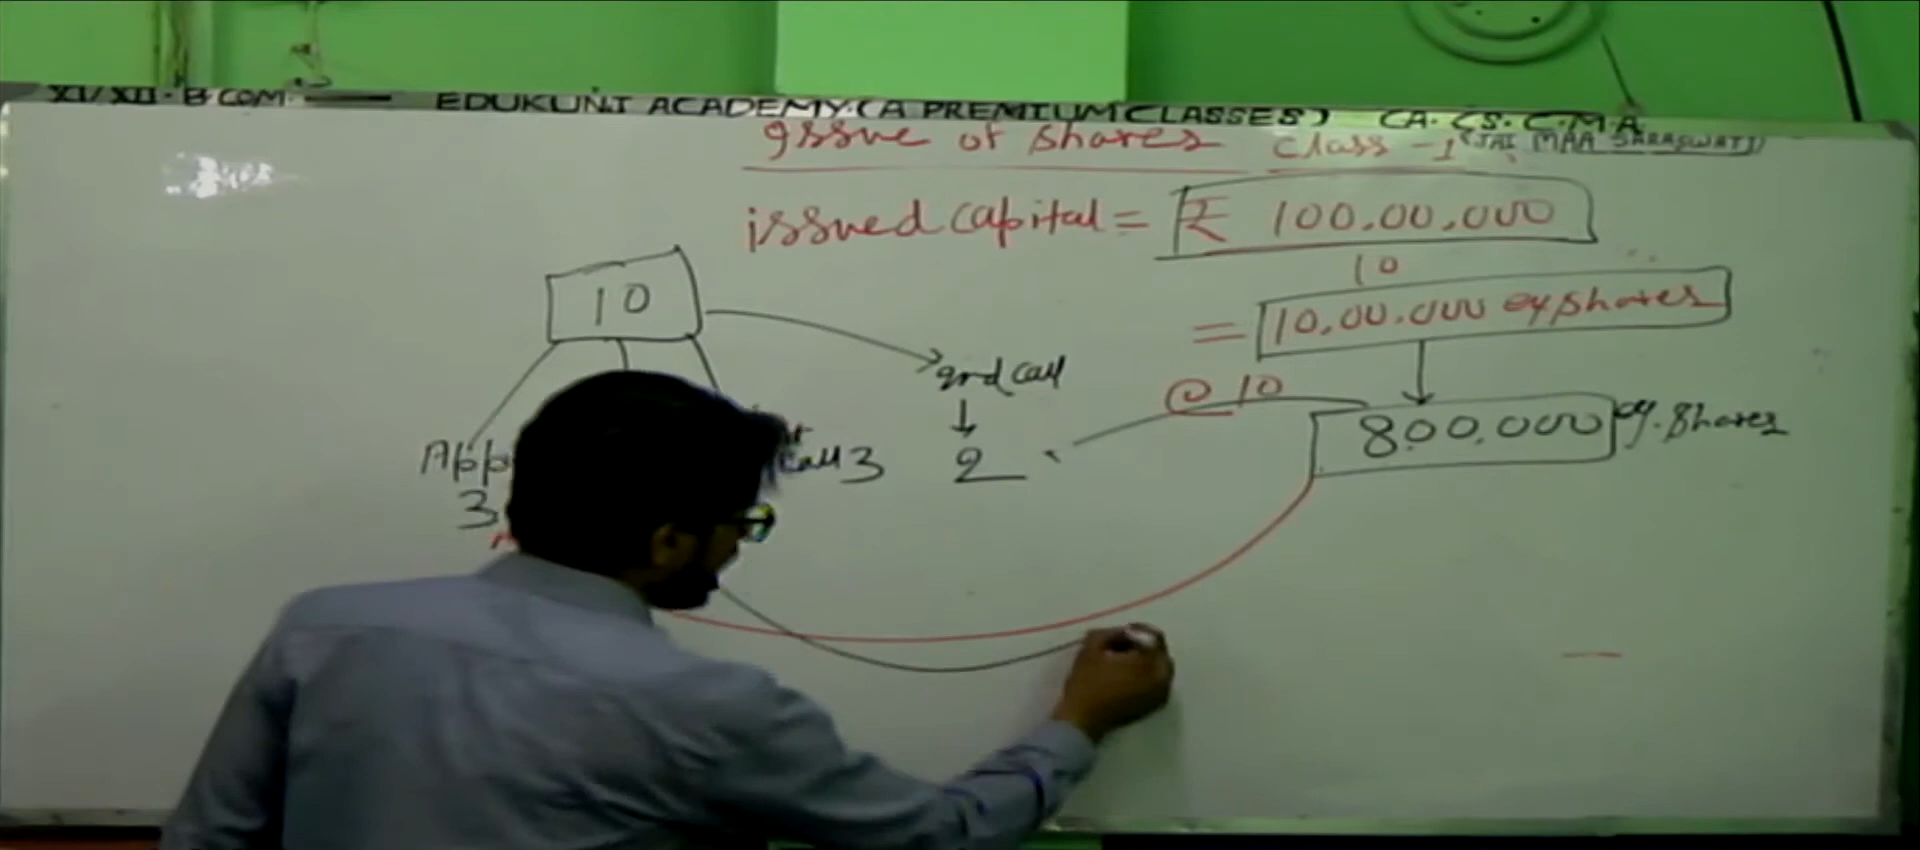 XI/XII. B.COM. — EDUKUNJ ACADEMY. (A PREMIUM CLASSES) CA. CS. C.M.A
Issue of shares Class -1 (JAI MAA SARASWATI)
issued capital = ₹ 100,00,000
10
= 10,00,000 eq shares
10
2nd call
@ 10
800,000 eq. shares
App
call 3
2
3